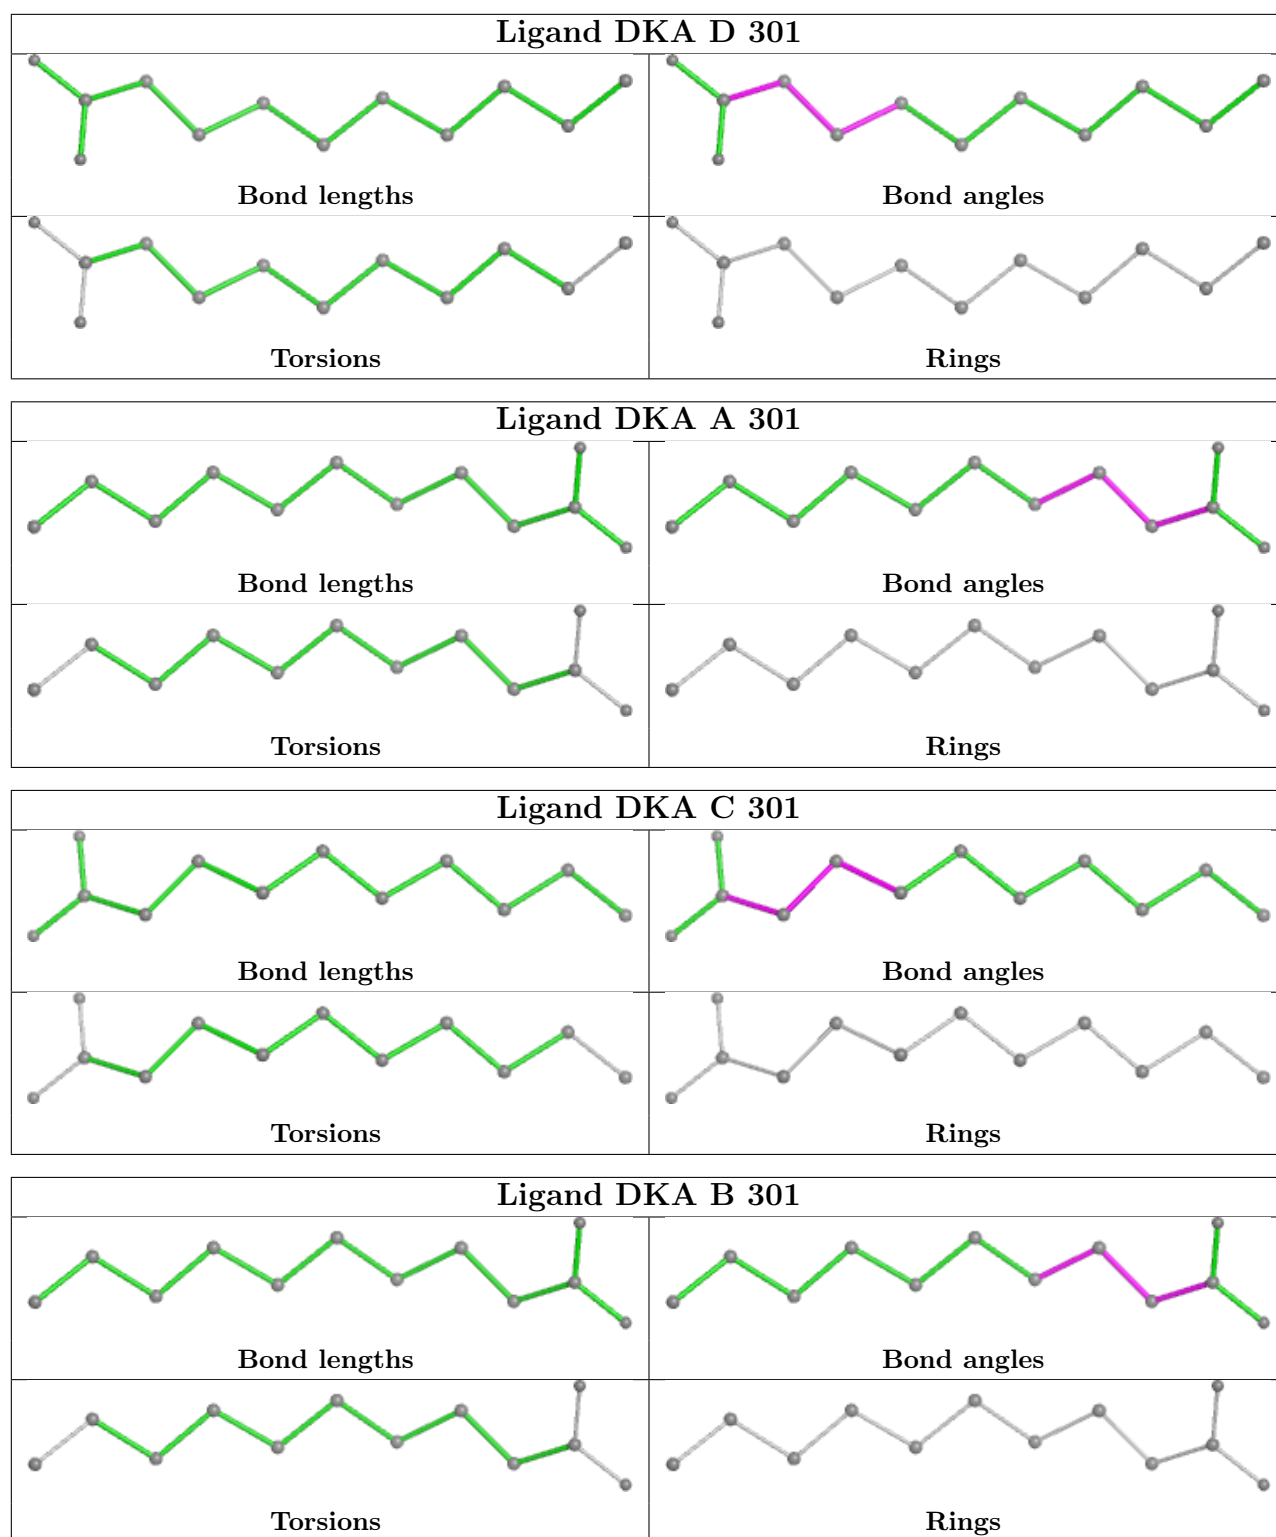 Ligand DKA D 301
Bond lengths
Bond angles
Torsions
Rings
Ligand DKA A 301
Bond lengths
Bond angles
Torsions
Rings
Ligand DKA C 301
Bond lengths
Bond angles
Torsions
Rings
Ligand DKA B 301
Bond lengths
Bond angles
Torsions
Rings